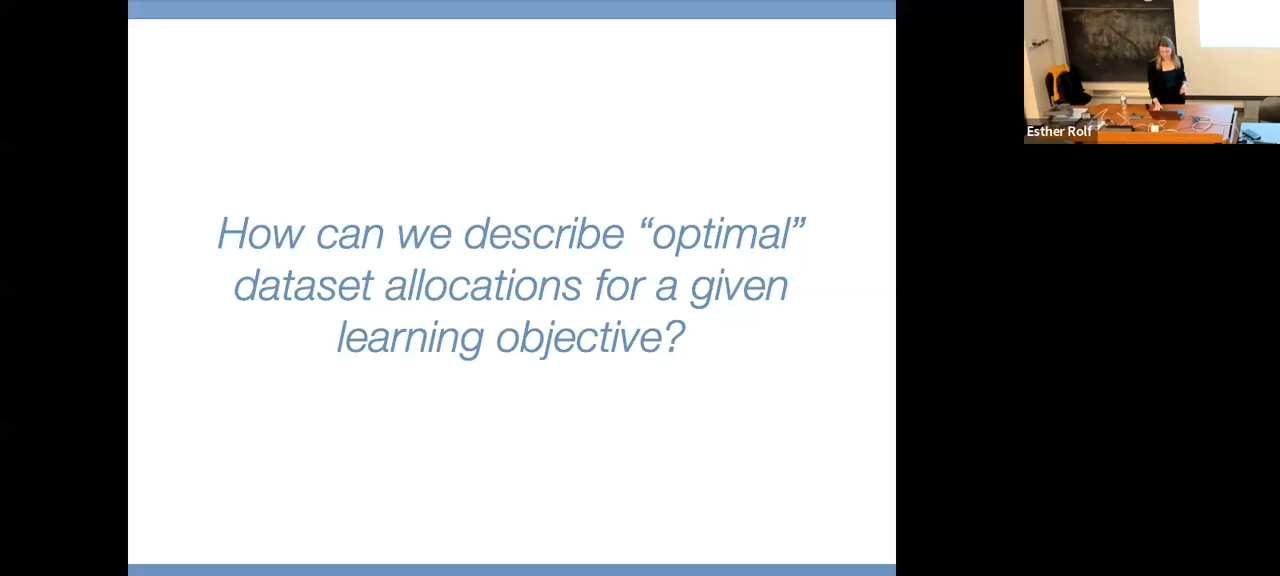 How can we describe “optimal”
dataset allocations for a given
learning objective?
Esther Rolf